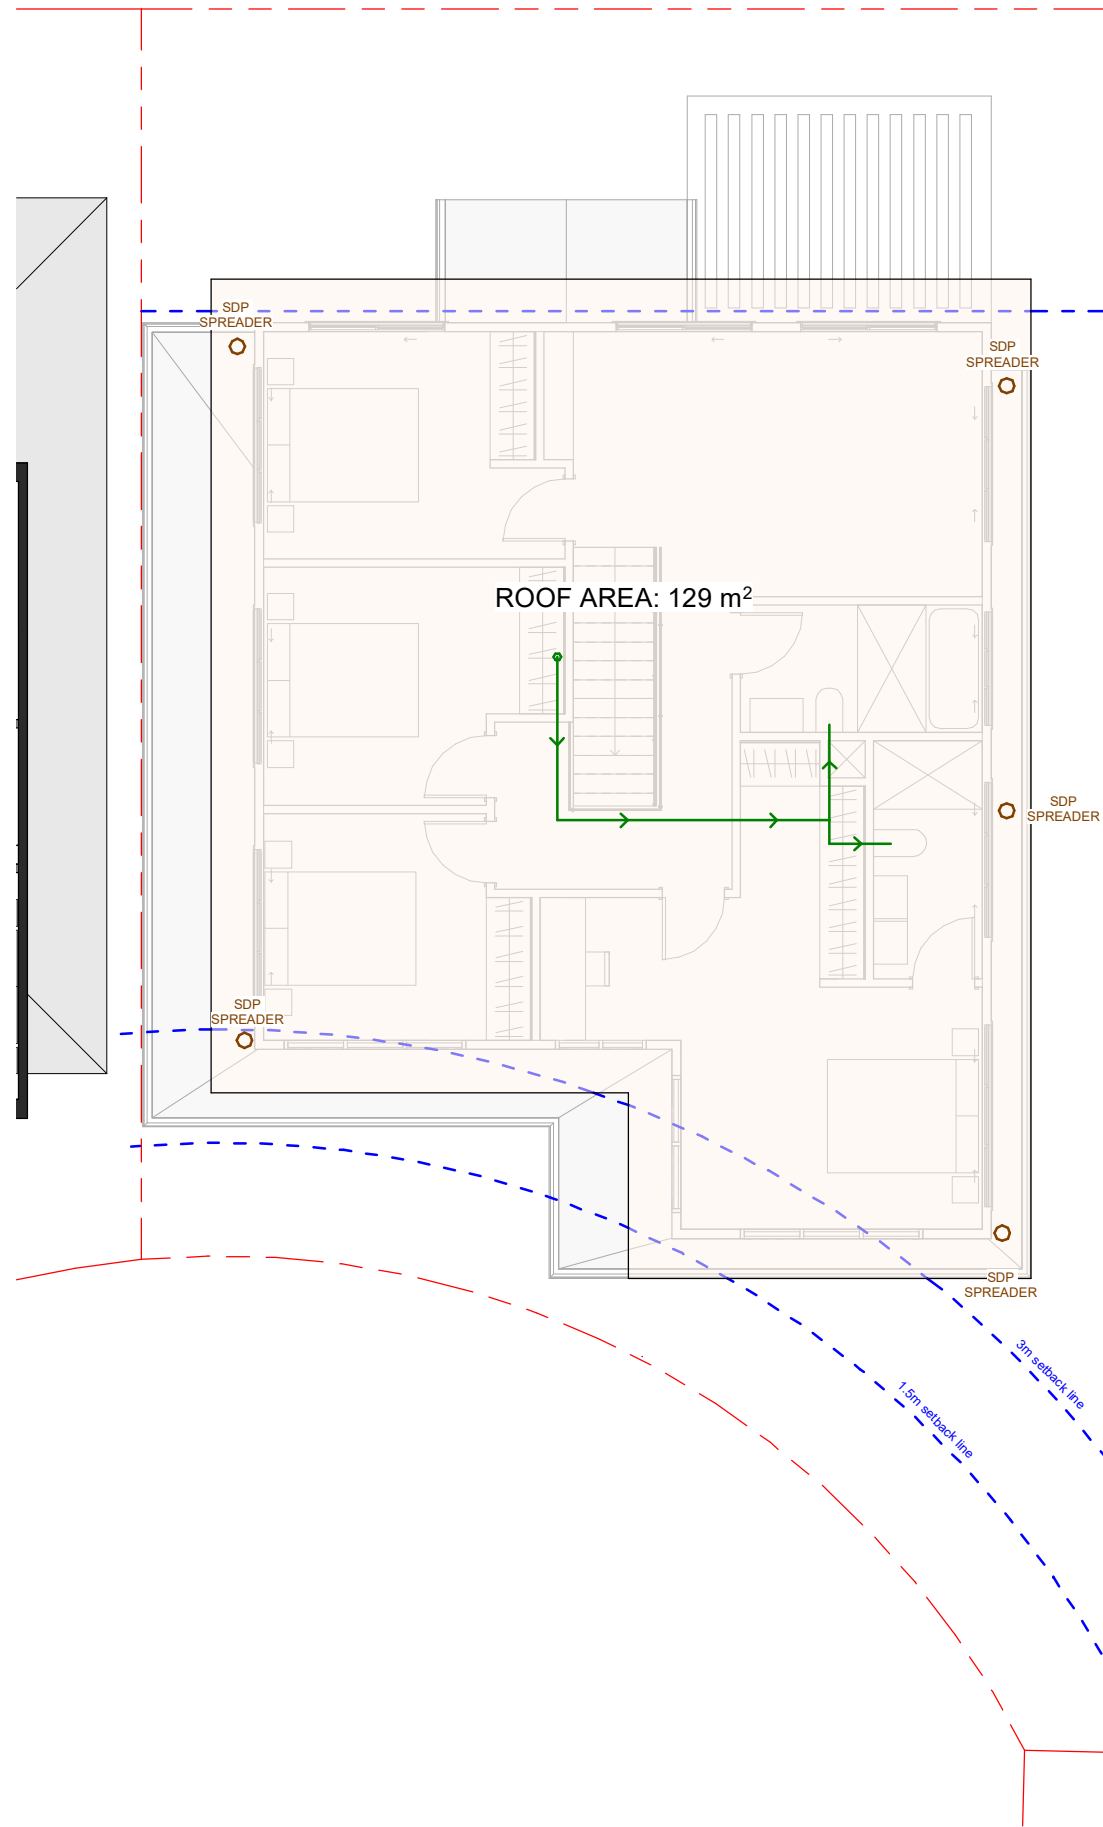 SDP
SPREADER
SDP
SPREADER
ROOF AREA: 129 m²
SDP
SPREADER
SDP
SPREADER
SDP
SPREADER
3m setback line
1.5m setback line